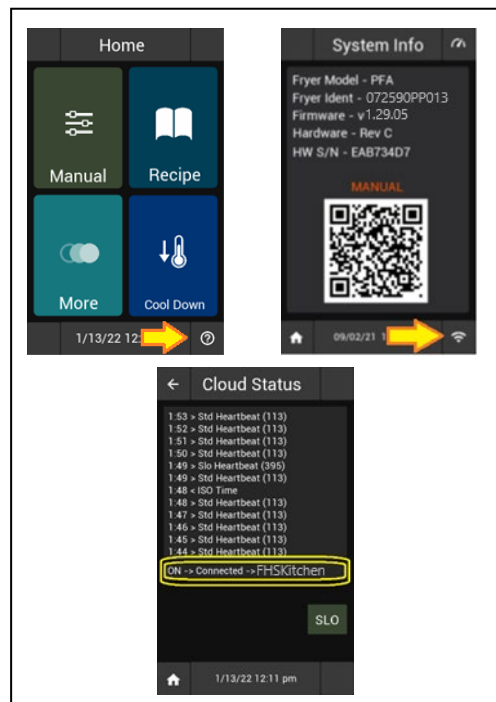 Home
Manual
Recipe
More
Cool Down
1/13/22 12:
System Info
Fryer Model - PFA
Fryer Ident - 072590PP013
Firmware - v1.29.05
Hardware - Rev C
HW S/N - EAB734D7
MANUAL
09/02/21 1
Cloud Status
1:53 > Std Heartbeat (113)
1:52 > Std Heartbeat (113)
1:51 > Std Heartbeat (113)
1:50 > Std Heartbeat (113)
1:49 > Slo Heartbeat (395)
1:49 > Std Heartbeat (113)
1:48 < ISO Time
1:48 > Std Heartbeat (113)
1:47 > Std Heartbeat (113)
1:46 > Std Heartbeat (113)
1:45 > Std Heartbeat (113)
1:44 > Std Heartbeat (113)
ON -> Connected ->FHSKitchen
SLO
1/13/22 12:11 pm